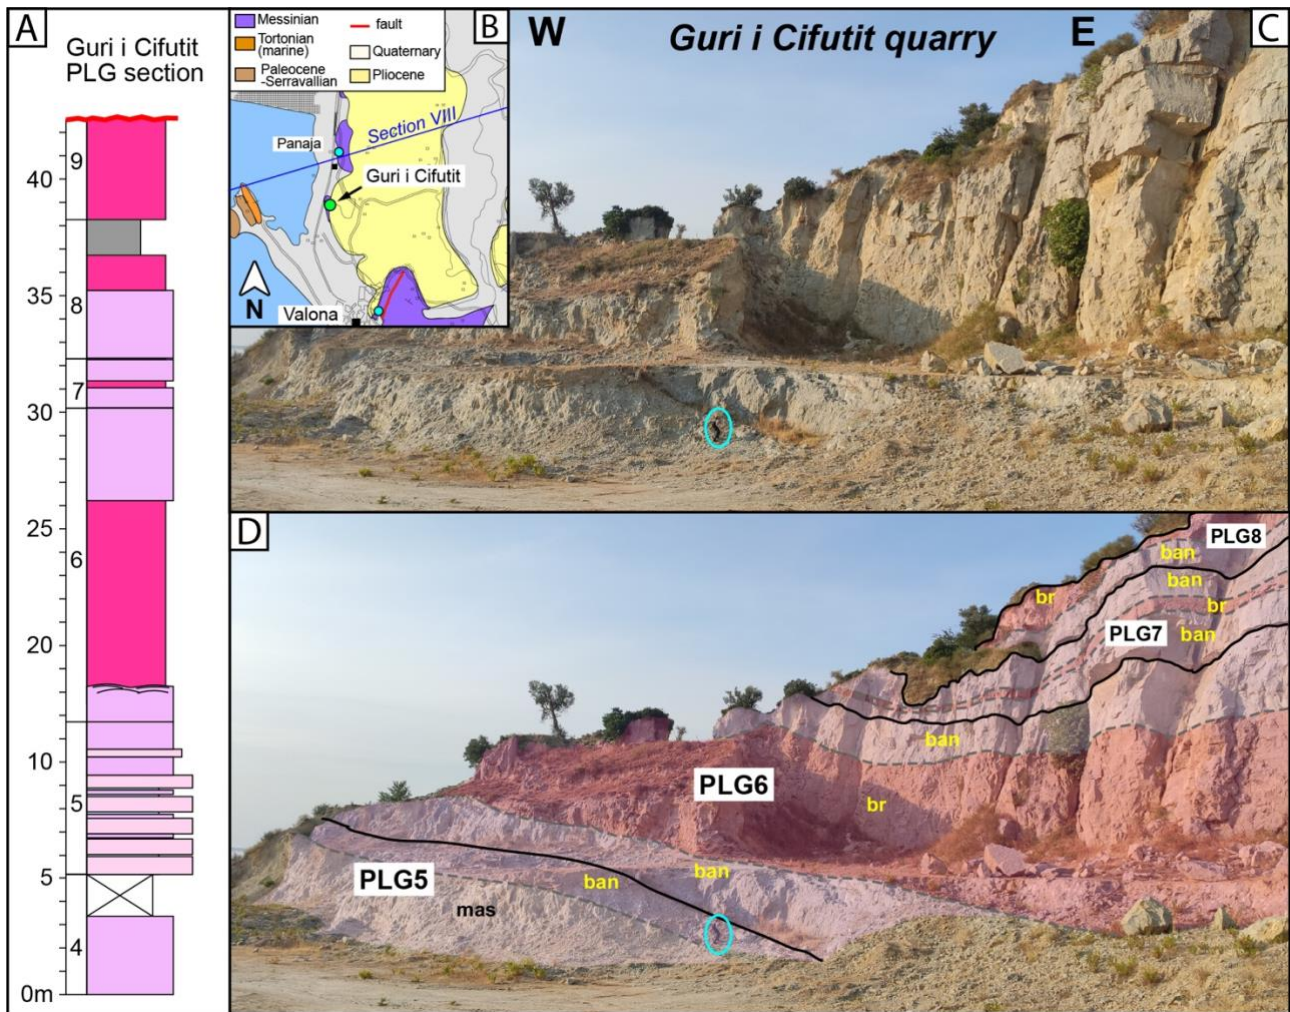 A
Guri i Cifutit
PLG section
9
40
8
35
7
30
25
6
20
10
5
5
4
0m
B
Messinian
fault
Tortonian
(marine)
Quaternary
Paleocene
-Serravallian
Pliocene
Section VIII
Panaja
Guri i Cifutit
N
Valona
C
W
Guri i Cifutit quarry
E
D
PLG8
ban
ban
br
br
PLG7
ban
ban
PLG6
br
PLG5
ban
ban
mas